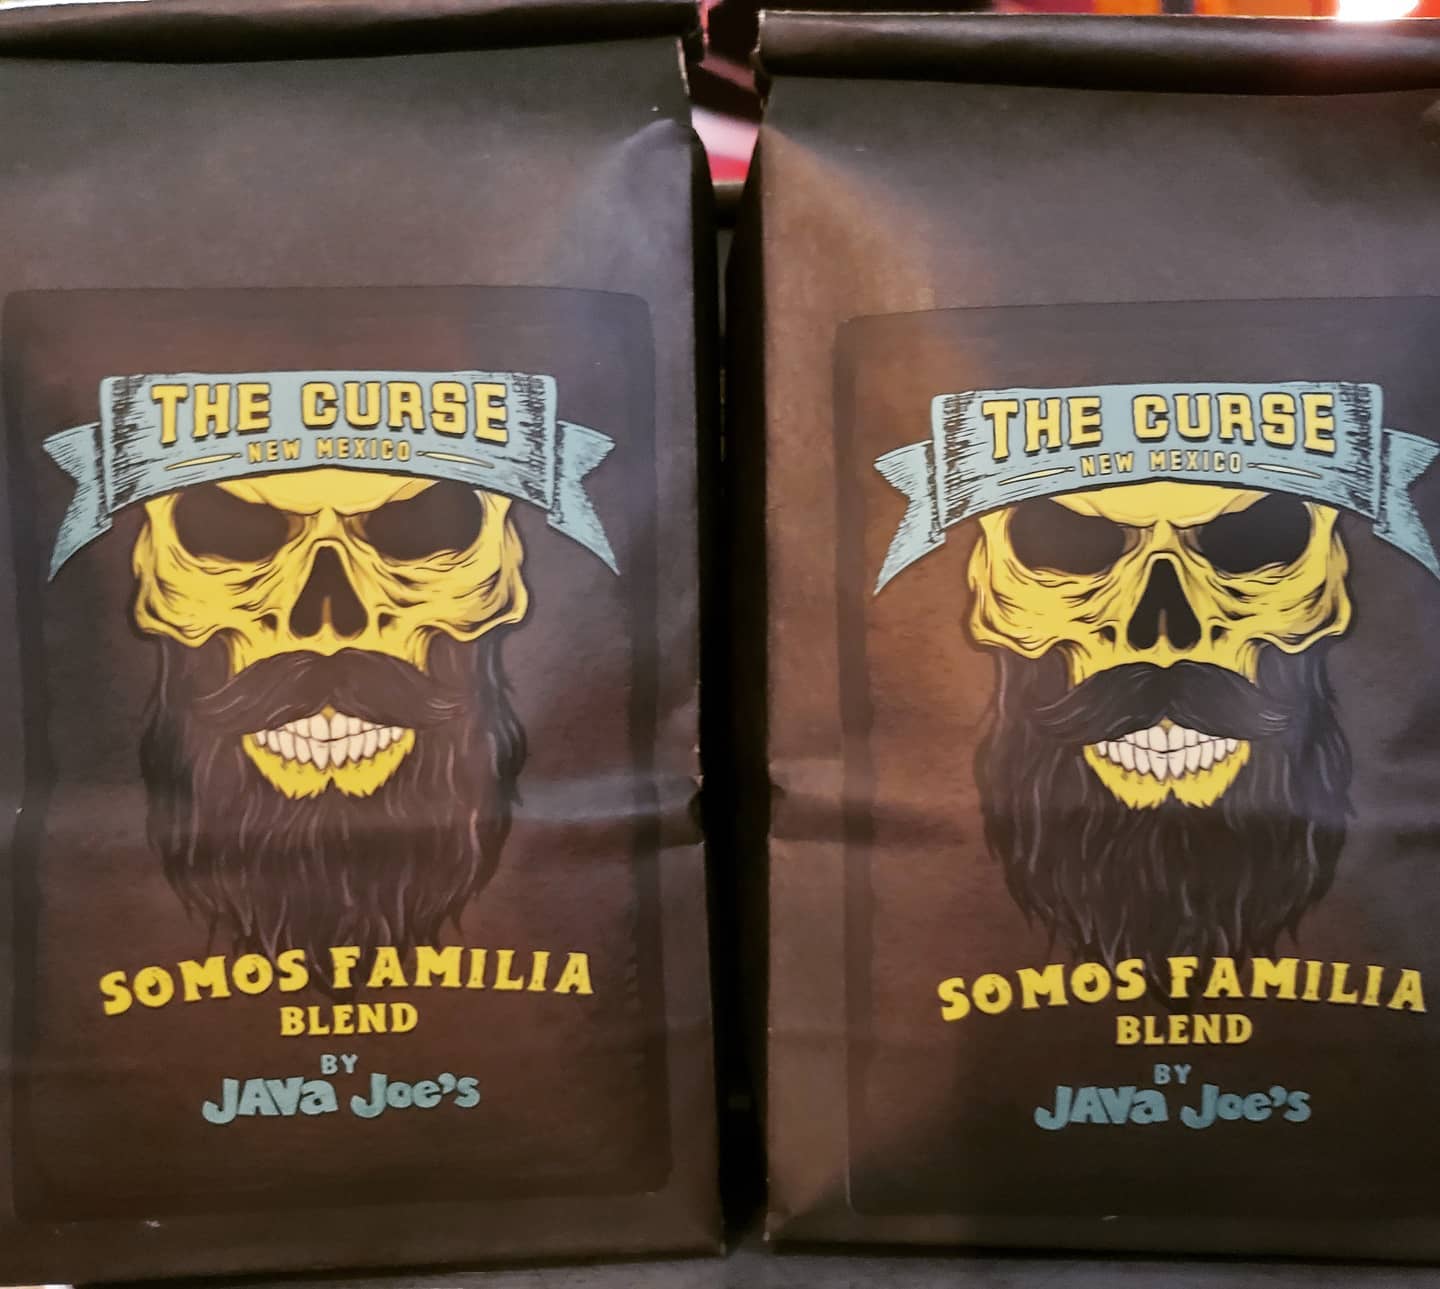 THE CURSE
NEW MEXICO
SOMOS FAMILIA
BLEND
BY
JAVa Joe's
THE CURSE
NEW MEXICO
SOMOS FAMILIA
BLEND
BY
JAVa Joe's